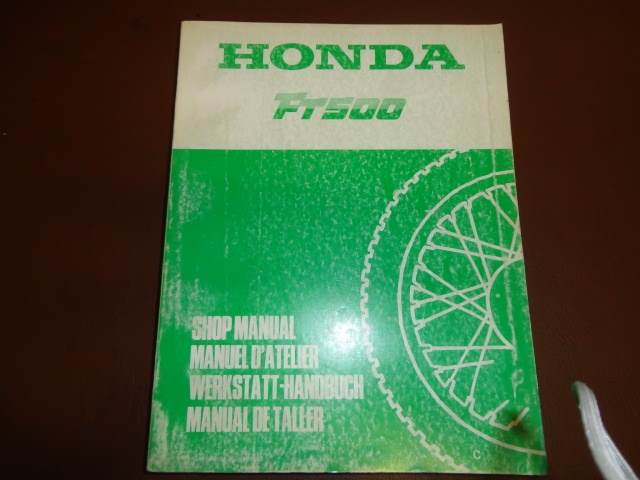 HONDA
FT500
SHOP MANUAL
MANUEL D'ATELIER
WERKSTATT-HANDBUCH
MANUAL DE TALLER
C